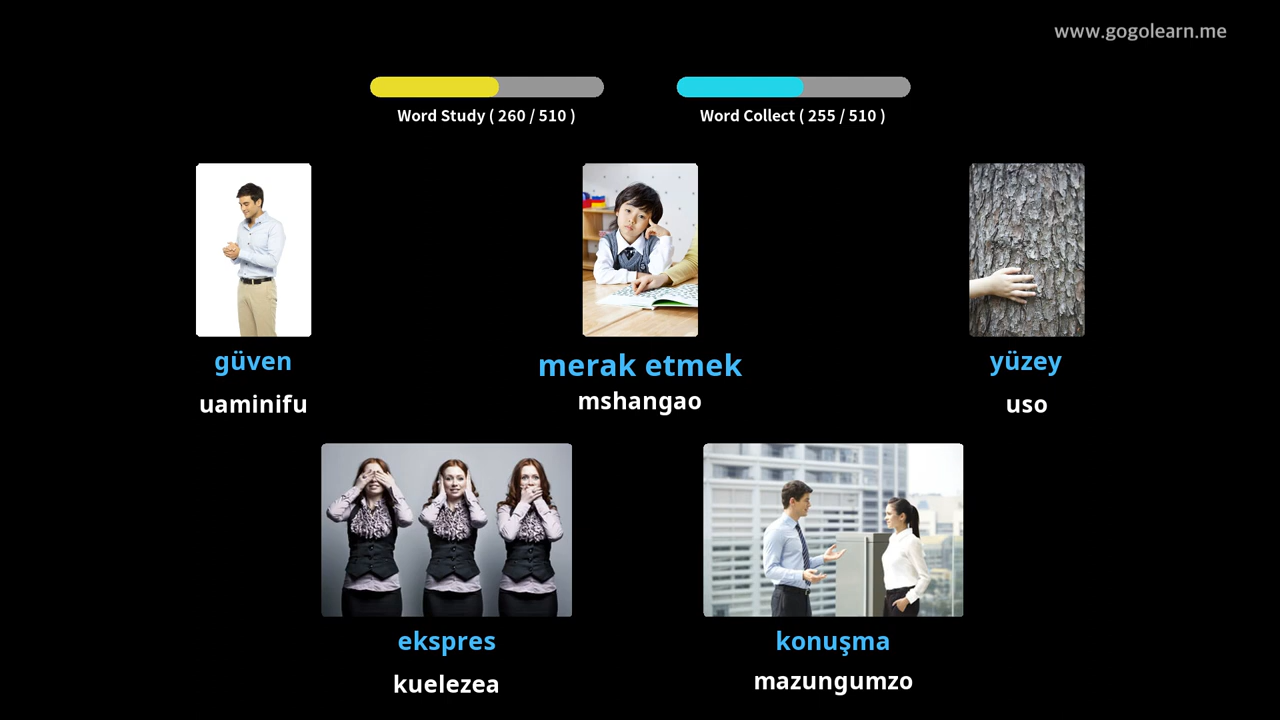 www.gogolearn.me
Word Study ( 260 / 510 )
Word Collect ( 255 / 510 )
güven
uaminifu
merak etmek
mshangao
yüzey
uso
ekspres
kuelezea
konuşma
mazungumzo